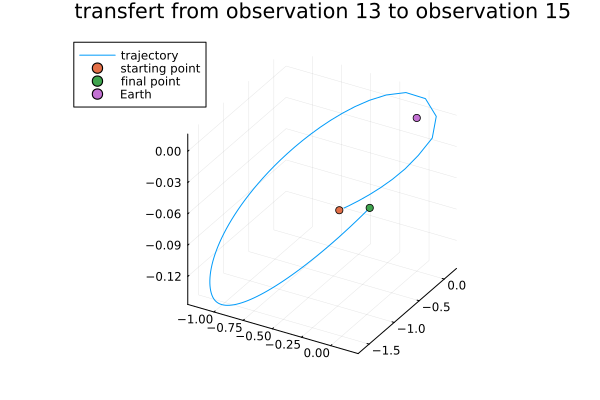 transfert from observation 13 to observation 15
trajectory
starting point
final point
Earth
0.00
−0.03
−0.06
−0.09
−0.12
−1.00
−0.75
−0.50
−0.25
0.00
0.0
−0.5
−1.0
−1.5